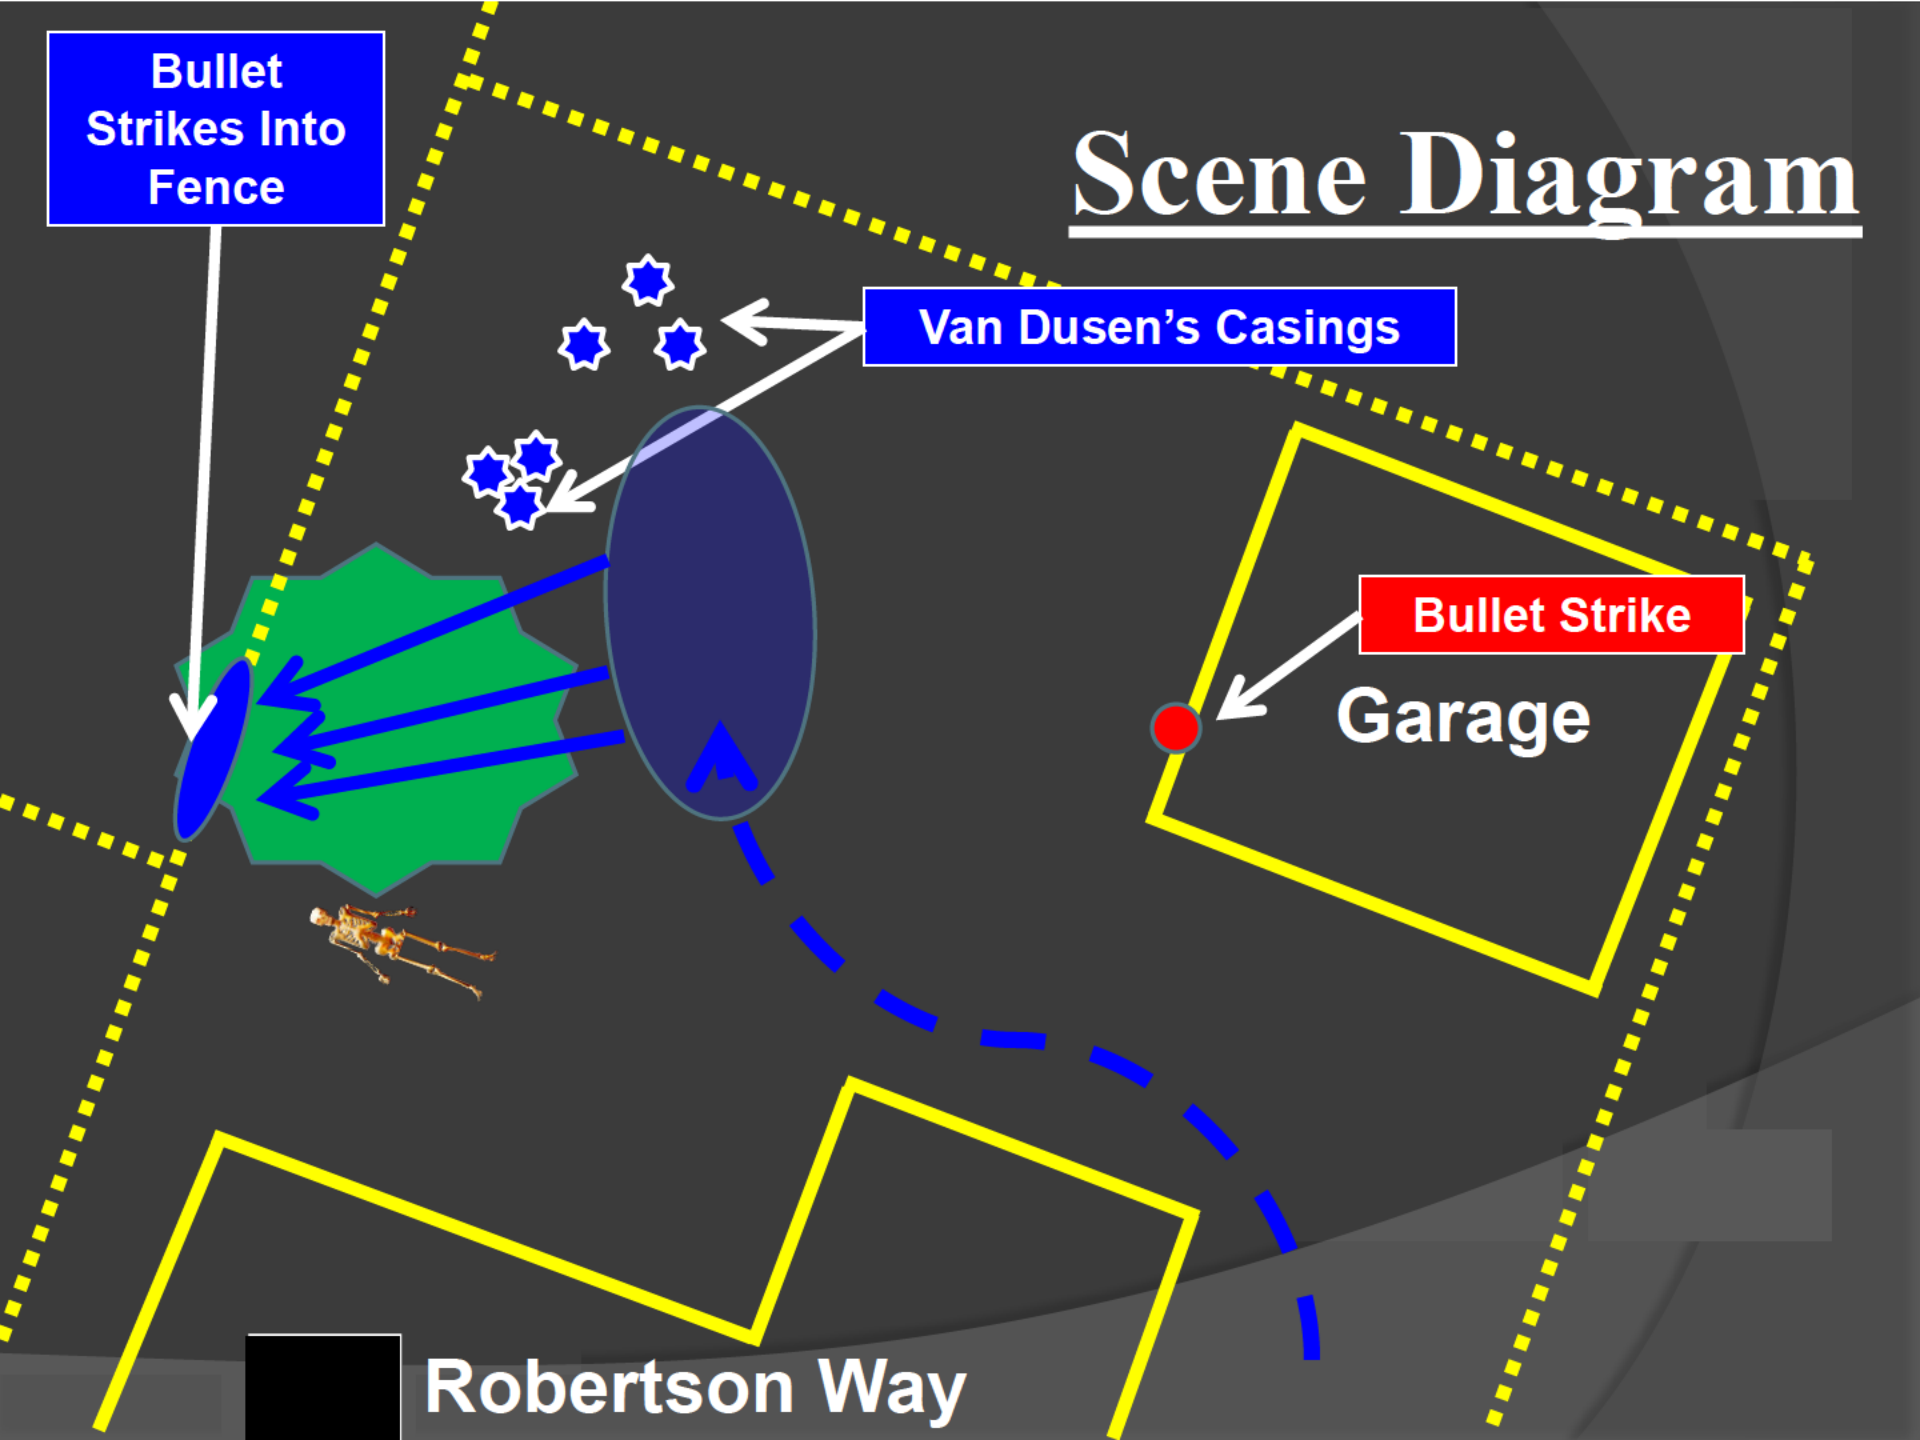 Bullet
Strikes Into
Fence
Scene Diagram
Van Dusen’s Casings
Bullet Strike
Garage
Robertson Way